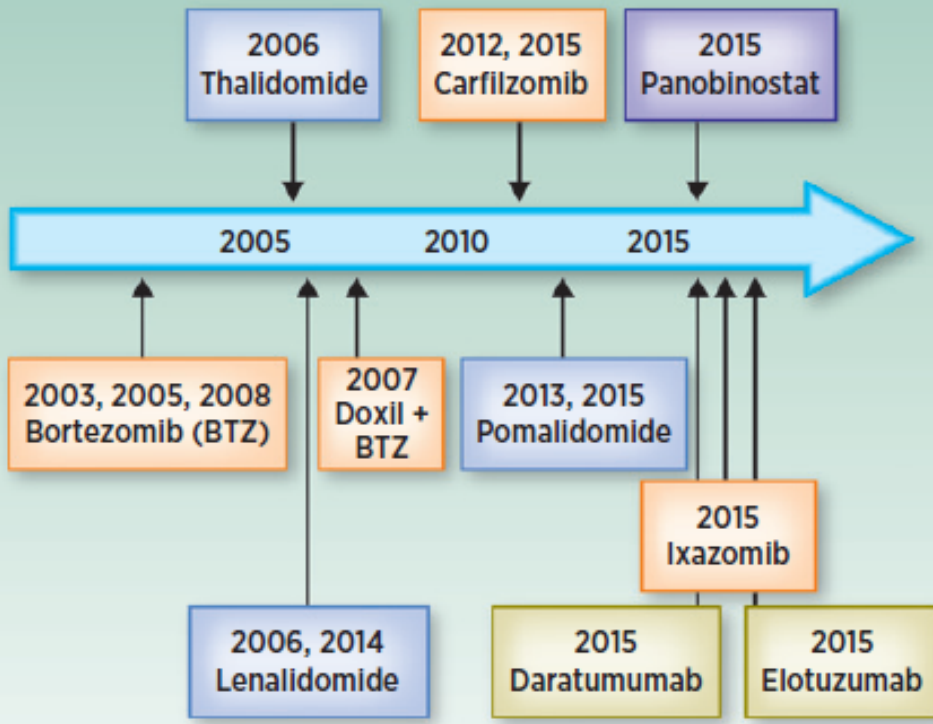 2006
Thalidomide
2012, 2015
Carfilzomib
2015
Panobinostat
2005
2010
2015
2003, 2005, 2008
Bortezomib (BTZ)
2007
Doxil +
BTZ
2013, 2015
Pomalidomide
2015
Ixazomib
2006, 2014
Lenalidomide
2015
Daratumumab
2015
Elotuzumab